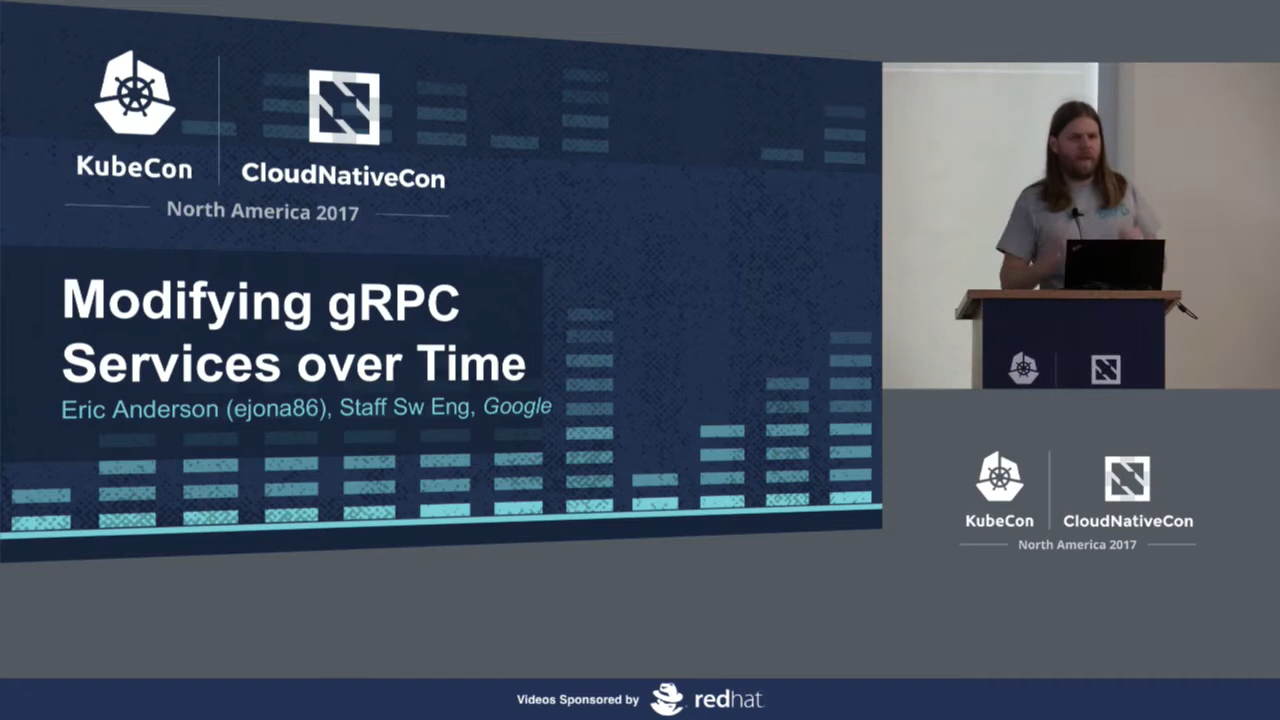 KubeCon
CloudNativeCon
North America 2017
Modifying gRPC
Services over Time
Eric Anderson (ejona86), Staff Sw Eng, Google
KubeCon
CloudNativeCon
North America 2017
Videos Sponsored by
redhat.